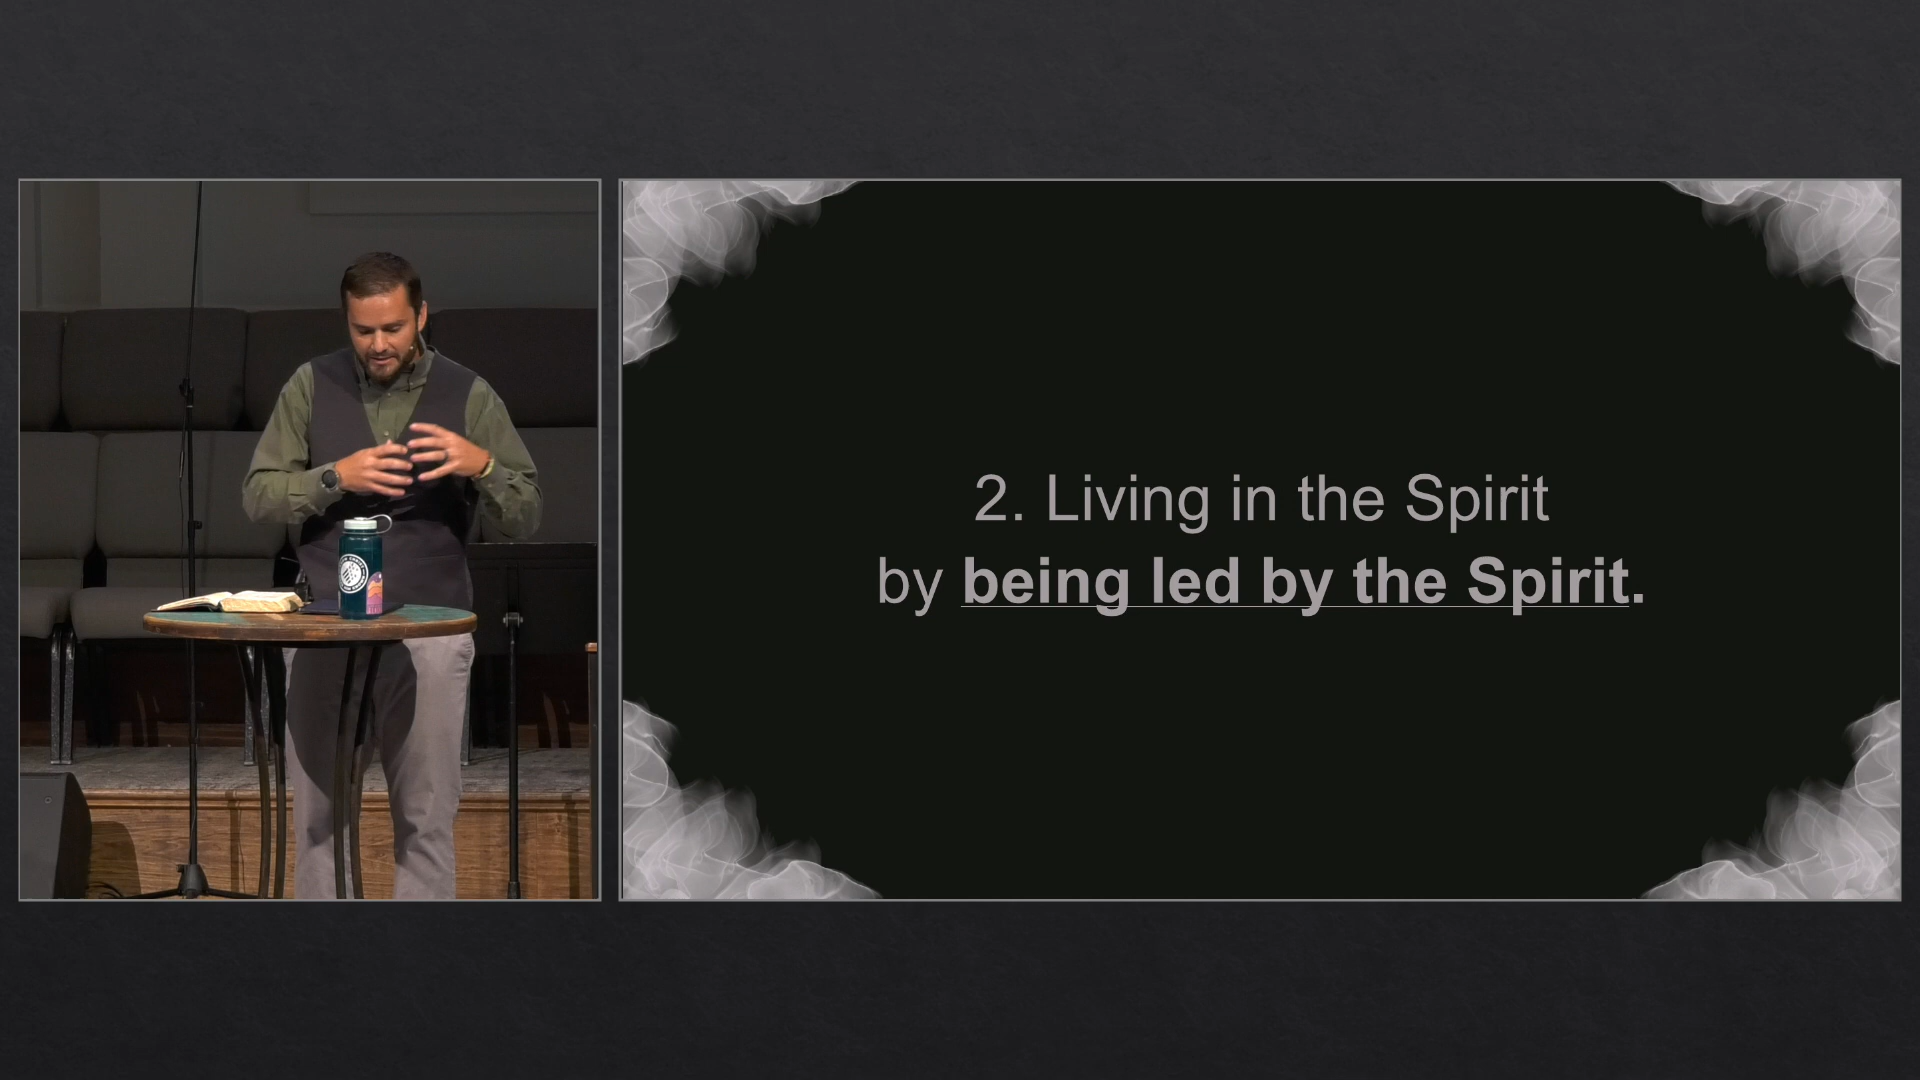 2. Living in the Spirit
by being led by the Spirit.